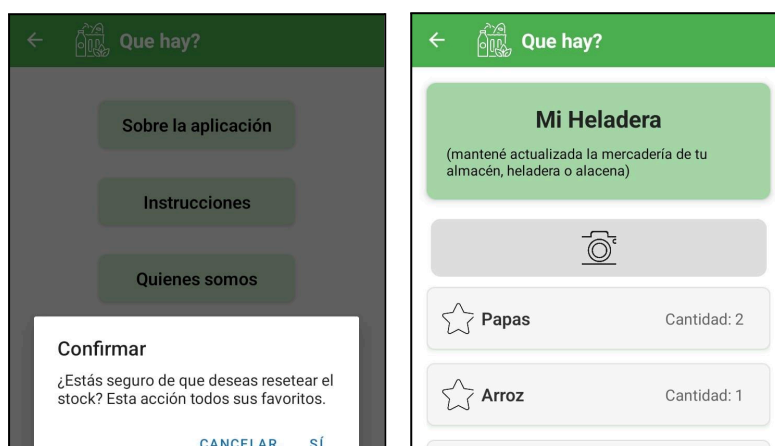 Que hay?
Sobre la aplicación
Instrucciones
Quienes somos
Confirmar
¿Estás seguro de que deseas resetear el
stock? Esta acción todos sus favoritos.
CANCELAR SÍ
Que hay?
Mi Heladera
(mantené actualizada la mercadería de tu
almacén, heladera o alacena)
Papas Cantidad: 2
Arroz Cantidad: 1